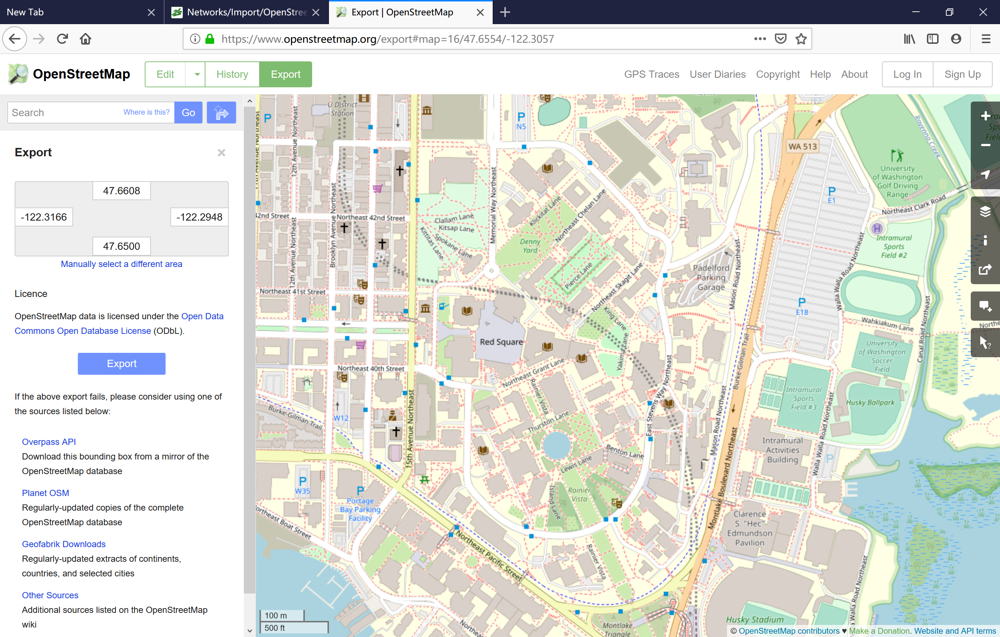 New Tab
Networks/Import/OpenStree
Export | OpenStreetMap
https://www.openstreetmap.org/export#map=16/47.6554/-122.3057
OpenStreetMap
Edit
History
Export
GPS Traces
User Diaries
Copyright
Help
About
Log In
Sign Up
Search
Where is this?
Go
Export
47.6608
-122.3166
-122.2948
47.6500
Manually select a different area
Licence
OpenStreetMap data is licensed under the Open Data
Commons Open Database License (ODbL).
Export
If the above export fails, please consider using one of
the sources listed below:
Overpass API
Download this bounding box from a mirror of the
OpenStreetMap database
Planet OSM
Regularly-updated copies of the complete
OpenStreetMap database
Geofabrik Downloads
Regularly-updated extracts of continents,
countries, and selected cities
Other Sources
Additional sources listed on the OpenStreetMap
wiki
U District
Station
P
P
N5
12th Avenue Northeast
WA 513
Ravenna Creek
University
of Washington
Golf Driving
Range
P
E1
Northeast Clark Road
Memorial Way Northeast
Brooklyn Avenue Northeast
42nd Street
Northeast 42nd Street
12th Avenue Northeast
Clallam Lane
Kitsap Lane
Spokane Lane
Kittitas Lane
Klickitat Lane
Northeast Chelan Lane
Denny
Yard
H
Intramural
Sports
Field #2
Pierce Lane
Northeast Skagit Lane
Padelford
Parking
Garage
Mason Road Northeast
Walla Walla Road Northeast
Northeast 41st Street
P
E18
King Lane
Yakima Lane
Wahkiakum Lane
Canal Road Northeast
Red Square
University
of Washington
Soccer
Field
Northeast 40th Street
Northeast Grant Lane
Burke-Gilman Trail
Rainier Vista
East Stevens Way Northeast
Intramural
Sports
Field #3
Husky Ballpark
Burke-Gilman Trail
W12
15th Avenue Northeast
Thurston Lane
Mason Road Northeast
Walla Walla Road Northeast
Benton Lane
Lewis Lane
Intramural
Activities
Building
P
P
W35
P
Portage
Bay Parking
Facility
Island Lane
Rainier
Vista
Montlake Boulevard Northeast
Clarence
S. "Hec"
Edmundson
Pavilion
ortheast Boat Street
Northeast Pacific Street
Rainier Vista
Walla Road Northeast
100 m
500 ft
Northe
Montlake
Triangle
Husky Stadium
© OpenStreetMap contributors ♥ Make a Donation. Website and API terms